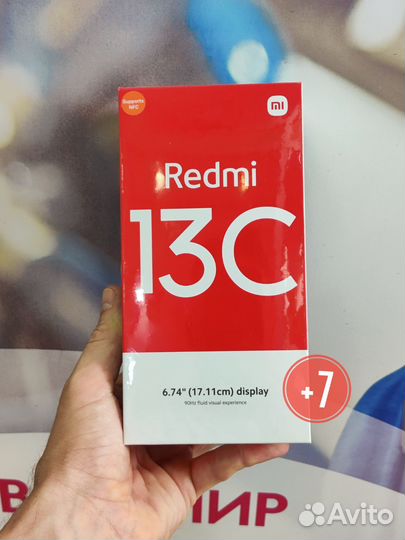 Supports
NFC
mi
Redmi
13C
6.74" (17.11cm) display
90Hz fluid visual experience
+7
В
ИР
Avito